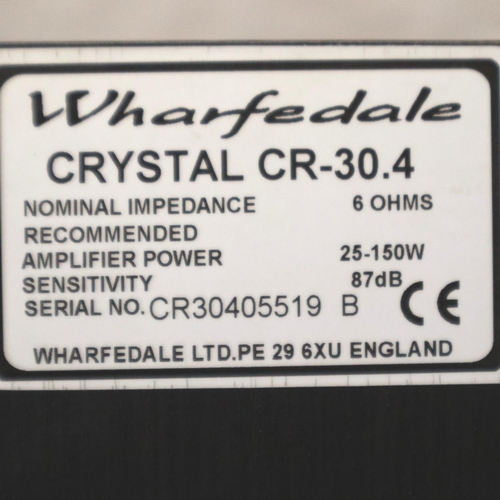 Wharfedale
CRYSTAL CR-30.4
NOMINAL IMPEDANCE 6 OHMS
RECOMMENDED
AMPLIFIER POWER 25-150W
SENSITIVITY 87dB
SERIAL NO. CR30405519 B CE
WHARFEDALE LTD.PE 29 6XU ENGLAND